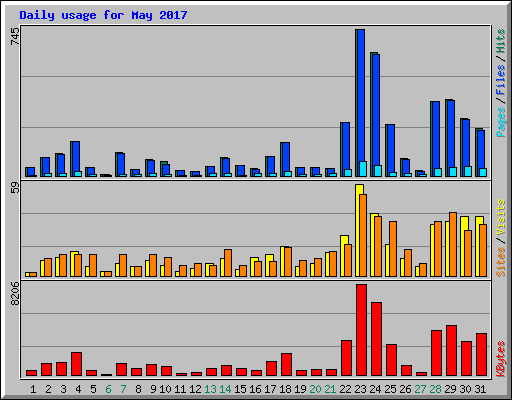 Daily usage for May 2017
745
Pages / Files / Hits
59
Sites / Visits
8206
KBytes
1 2 3 4 5 6 7 8 9 10 11 12 13 14 15 16 17 18 19 20 21 22 23 24 25 26 27 28 29 30 31